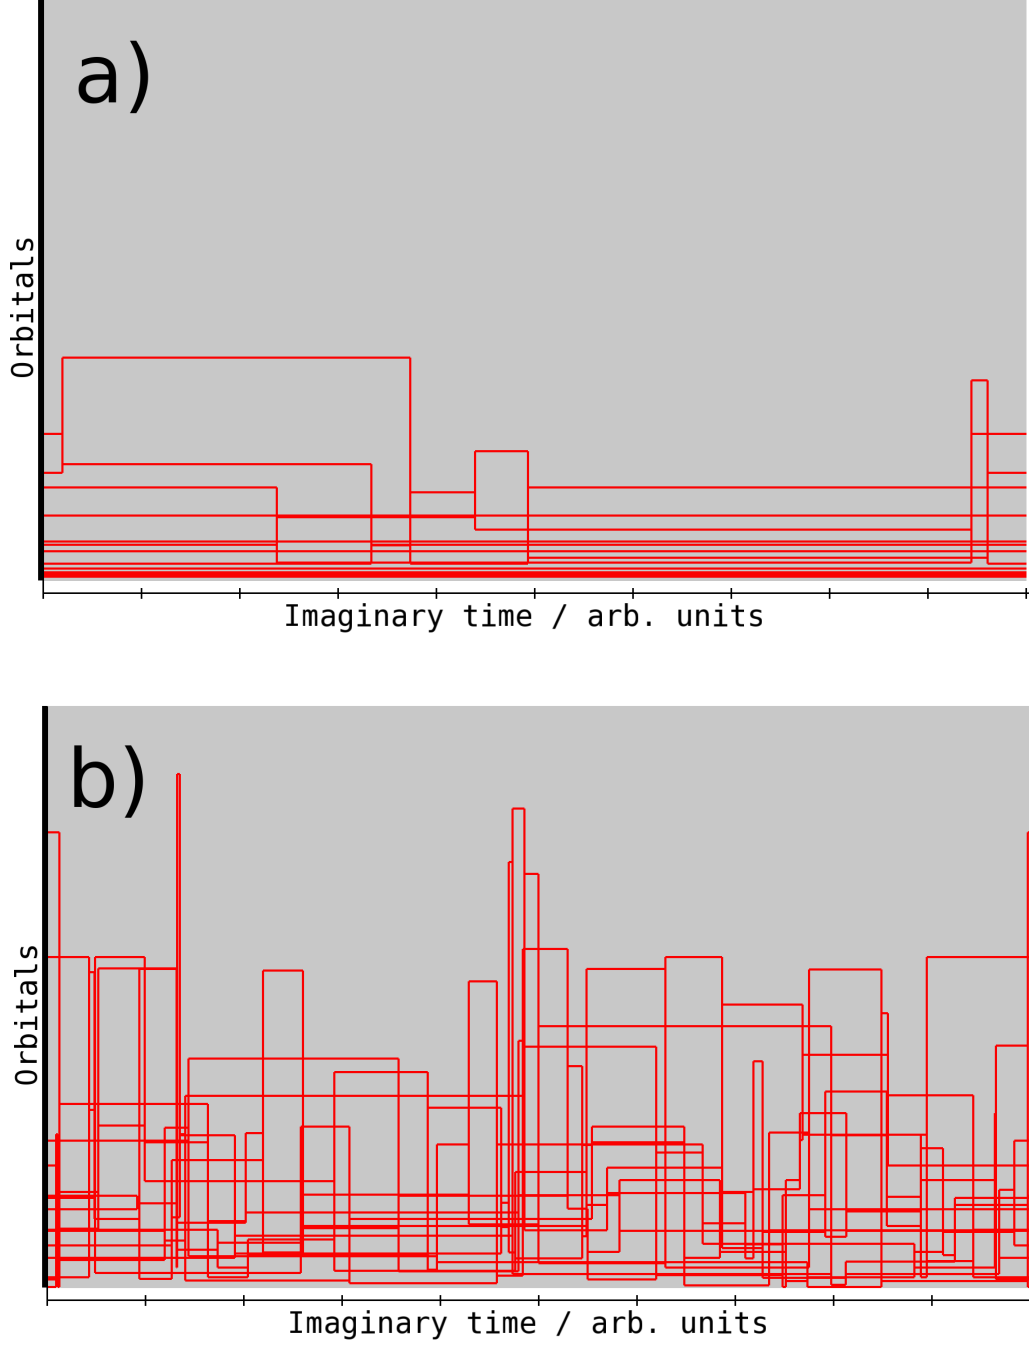 a)
Orbitals
Imaginary time / arb. units
b)
Orbitals
Imaginary time / arb. units